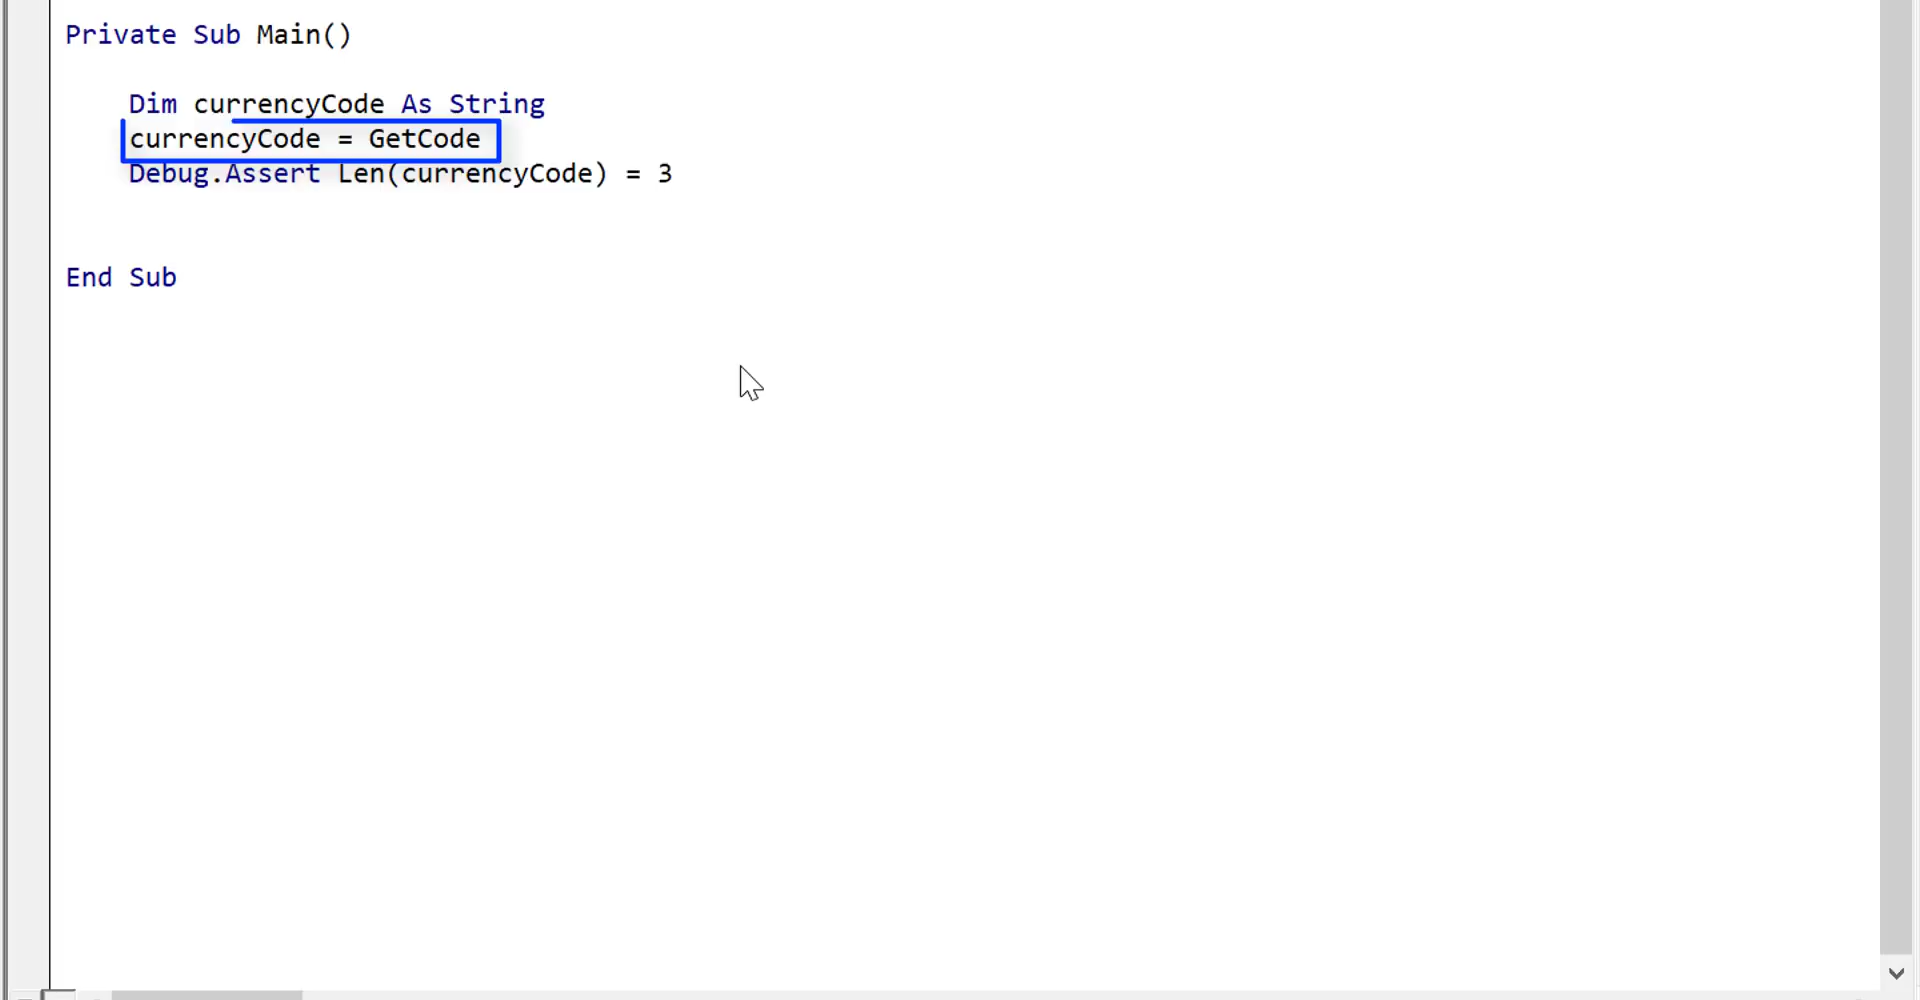 Private Sub Main()
Dim currencyCode As String
currencyCode = GetCode
Debug.Assert Len(currencyCode) = 3
End Sub